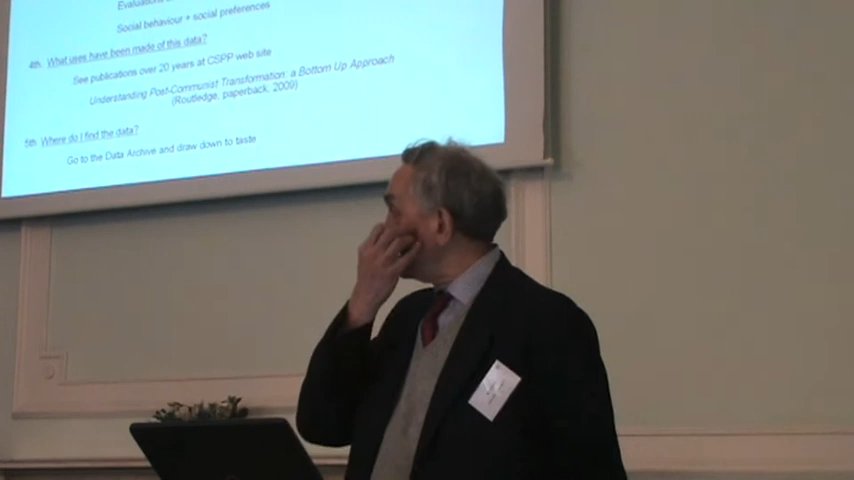 Evaluations
Social behaviour + social preferences
4th What uses have been made of this data?
See publications over 20 years at CSPP web site
Understanding Post-Communist Transformation: a Bottom Up Approach
(Routledge, paperback, 2009)
5th Where do I find the data?
Go to the Data Archive and draw down to taste